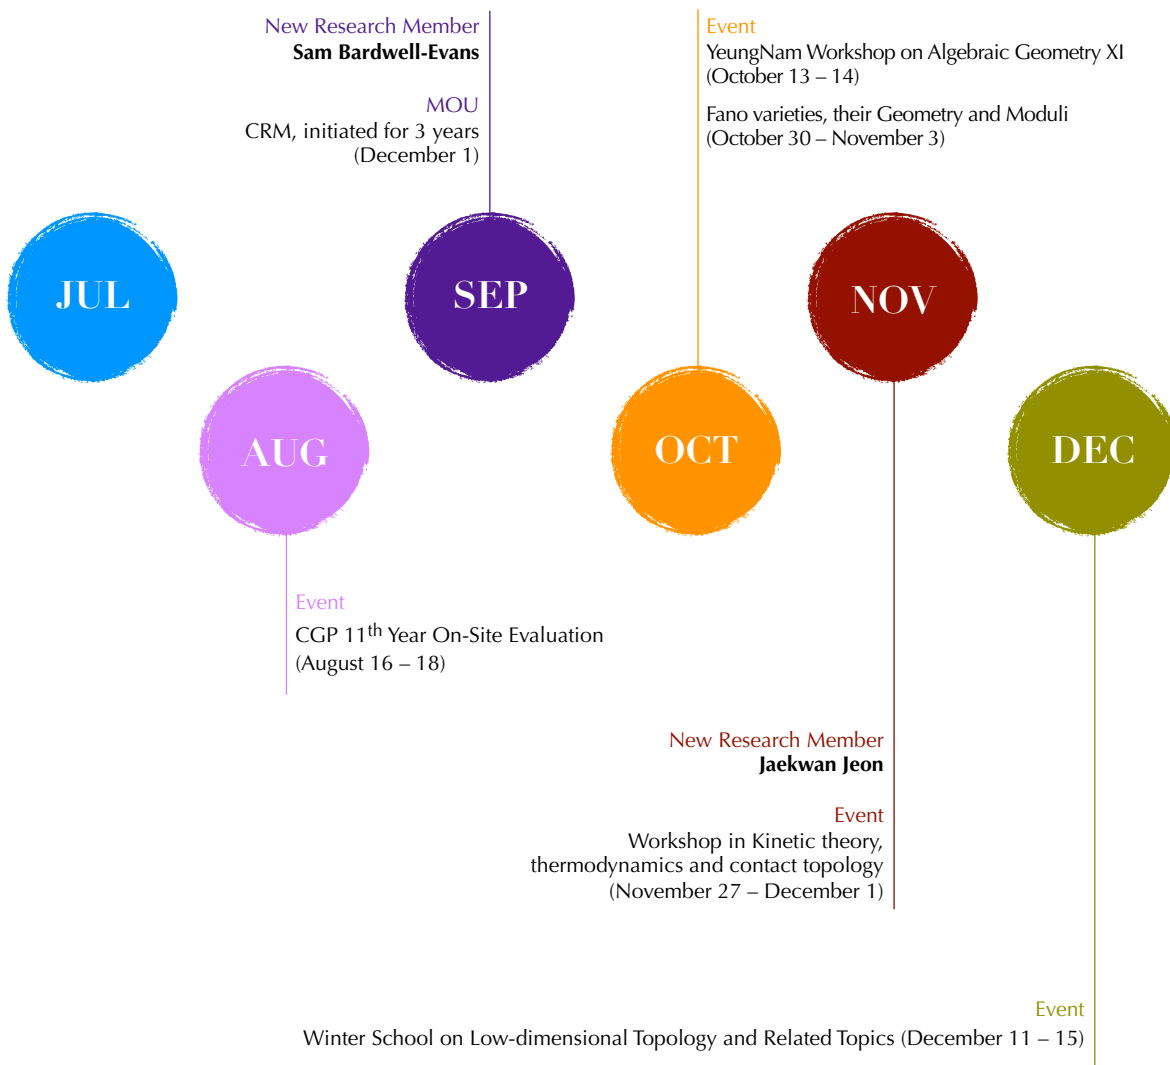 New Research Member
Sam Bardwell-Evans
MOU
CRM, initiated for 3 years
(December 1)
Event
YeungNam Workshop on Algebraic Geometry XI
(October 13 – 14)
Fano varieties, their Geometry and Moduli
(October 30 – November 3)
JUL
SEP
NOV
AUG
OCT
DEC
Event
CGP 11th Year On-Site Evaluation
(August 16 – 18)
New Research Member
Jaekwan Jeon
Event
Workshop in Kinetic theory,
thermodynamics and contact topology
(November 27 – December 1)
Event
Winter School on Low-dimensional Topology and Related Topics (December 11 – 15)